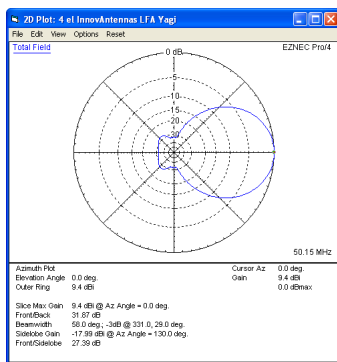 2D Plot: 4 el InnovAntennas LFA Yagi
File Edit View Options Reset
Total Field
EZNEC Pro/4
0 dB
-5
-10
-15
-20
-30
50.15 MHz
Azimuth Plot
Cursor Az 0.0 deg.
Elevation Angle 0.0 deg.
Gain 9.4 dBi
Outer Ring 9.4 dBi
0.0 dBmax
Slice Max Gain 9.4 dBi @ Az Angle = 0.0 deg.
Front/Back 31.87 dB
Beamwidth 58.0 deg.; -3dB @ 331.0, 29.0 deg.
Sidelobe Gain -17.99 dBi @ Az Angle = 130.0 deg.
Front/Sidelobe 27.39 dB